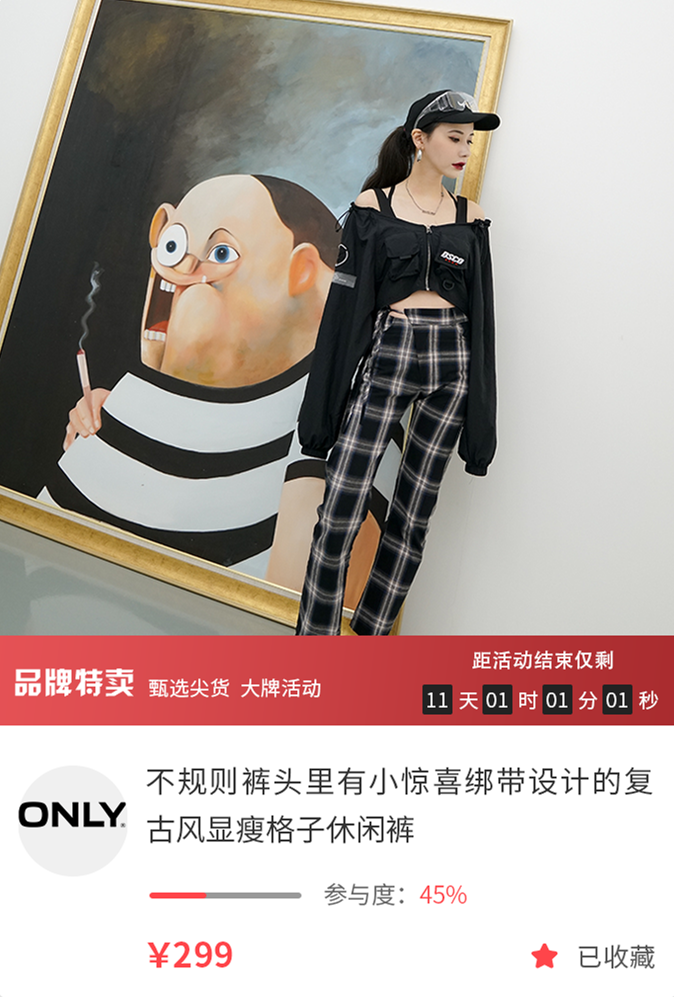 DSCD
品牌特卖 甄选尖货 大牌活动
距活动结束仅剩
11 天 01 时 01 分 01 秒
ONLY
不规则裤头里有小惊喜绑带设计的复
古风显瘦格子休闲裤
参与度：45%
¥299
已收藏